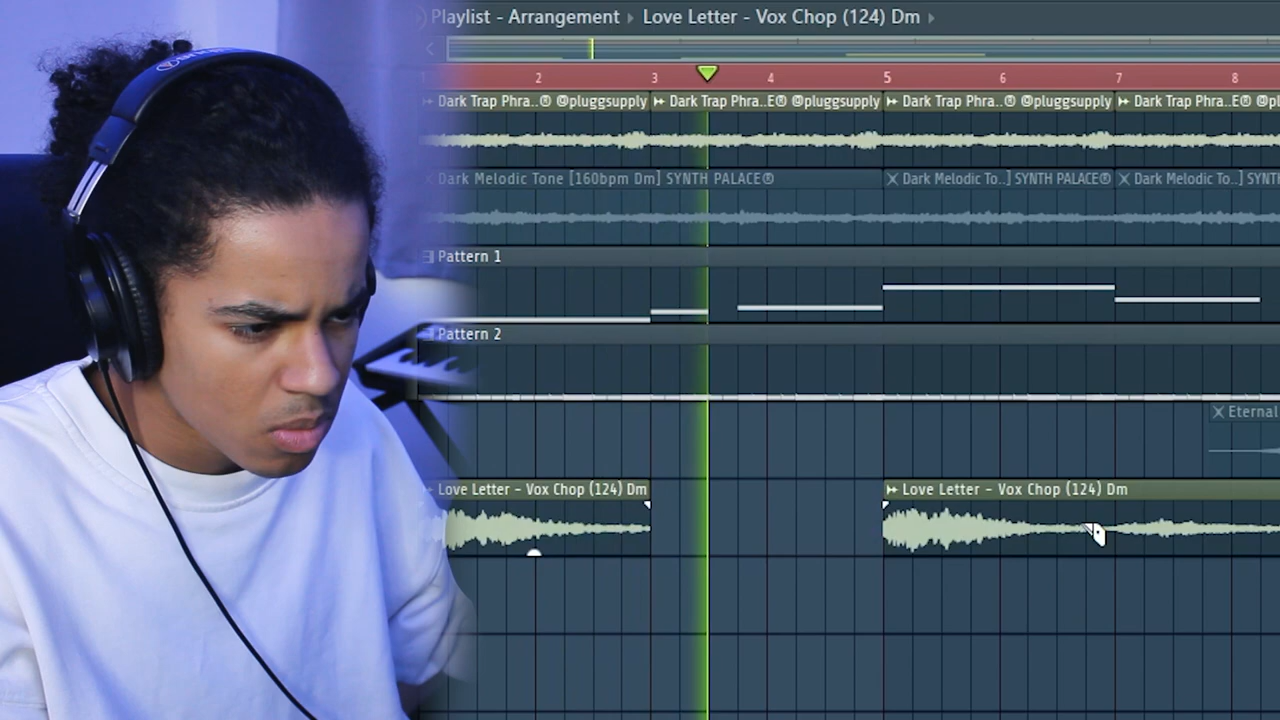 Playlist - Arrangement ▸ Love Letter - Vox Chop (124) Dm ▸
1 2 3 4 5 6 7 8
Dark Trap Phra..® @pluggsupply Dark Trap Phra..E® @pluggsupply Dark Trap Phra..® @pluggsupply Dark Trap Phra..E® @pl
Dark Melodic Tone [160bpm Dm] SYNTH PALACE® Dark Melodic To..] SYNTH PALACE® Dark Melodic To..] SYNT
Pattern 1
Pattern 2
Eternal
Love Letter - Vox Chop (124) Dm Love Letter - Vox Chop (124) Dm